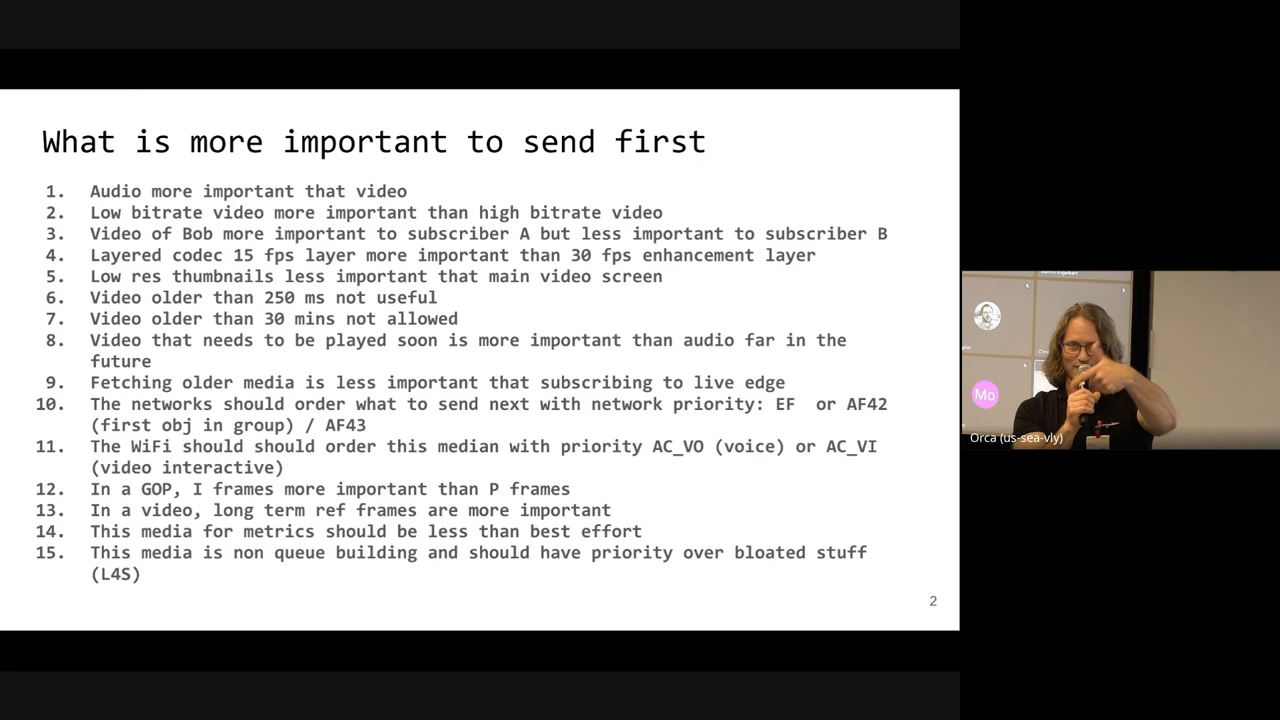 What is more important to send first
1. Audio more important that video
2. Low bitrate video more important than high bitrate video
3. Video of Bob more important to subscriber A but less important to subscriber B
4. Layered codec 15 fps layer more important than 30 fps enhancement layer
5. Low res thumbnails less important that main video screen
6. Video older than 250 ms not useful
7. Video older than 30 mins not allowed
8. Video that needs to be played soon is more important than audio far in the
future
9. Fetching older media is less important that subscribing to live edge
10. The networks should order what to send next with network priority: EF  or AF42
(first obj in group) / AF43
11. The WiFi should should order this median with priority AC_VO (voice) or AC_VI
(video interactive)
12. In a GOP, I frames more important than P frames
13. In a video, long term ref frames are more important
14. This media for metrics should be less than best effort
15. This media is non queue building and should have priority over bloated stuff
(L4S)
2
Mo
Orca (us-sea-vly)